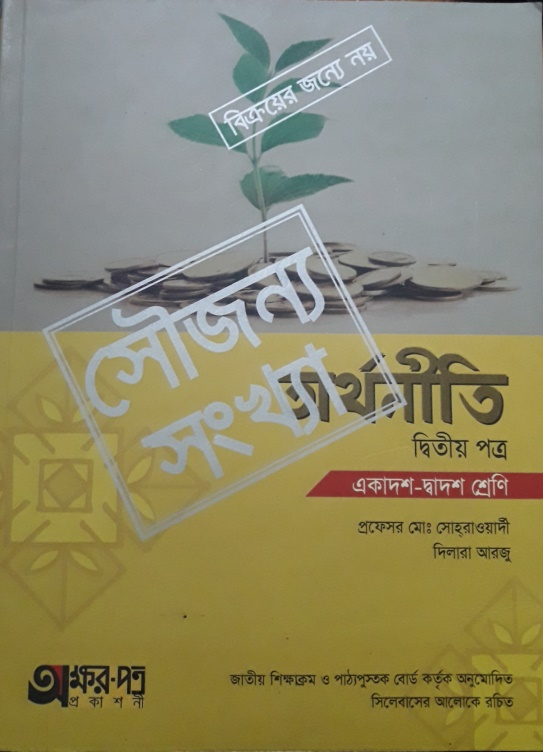 বিক্রয়ের জন্যে নয়
সৌজন্য
সংখ্যা
অর্থনীতি
দ্বিতীয় পত্র
একাদশ-দ্বাদশ শ্রেণি
প্রফেসর মোঃ সোহ্‌রাওয়ার্দী
দিলারা আরজু
অক্ষর-পত্র
প্রকাশনী
জাতীয় শিক্ষাক্রম ও পাঠ্যপুস্তক বোর্ড কর্তৃক অনুমোদিত
সিলেবাসের আলোকে রচিত